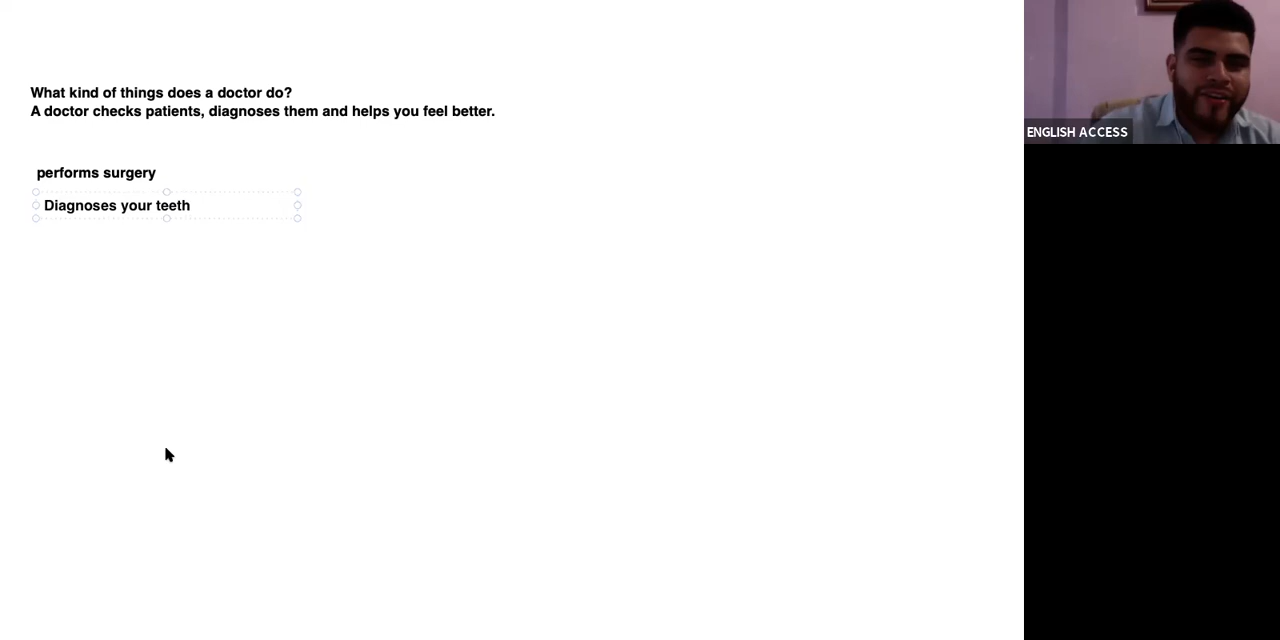 What kind of things does a doctor do?
A doctor checks patients, diagnoses them and helps you feel better.
performs surgery
Diagnoses your teeth
ENGLISH ACCESS